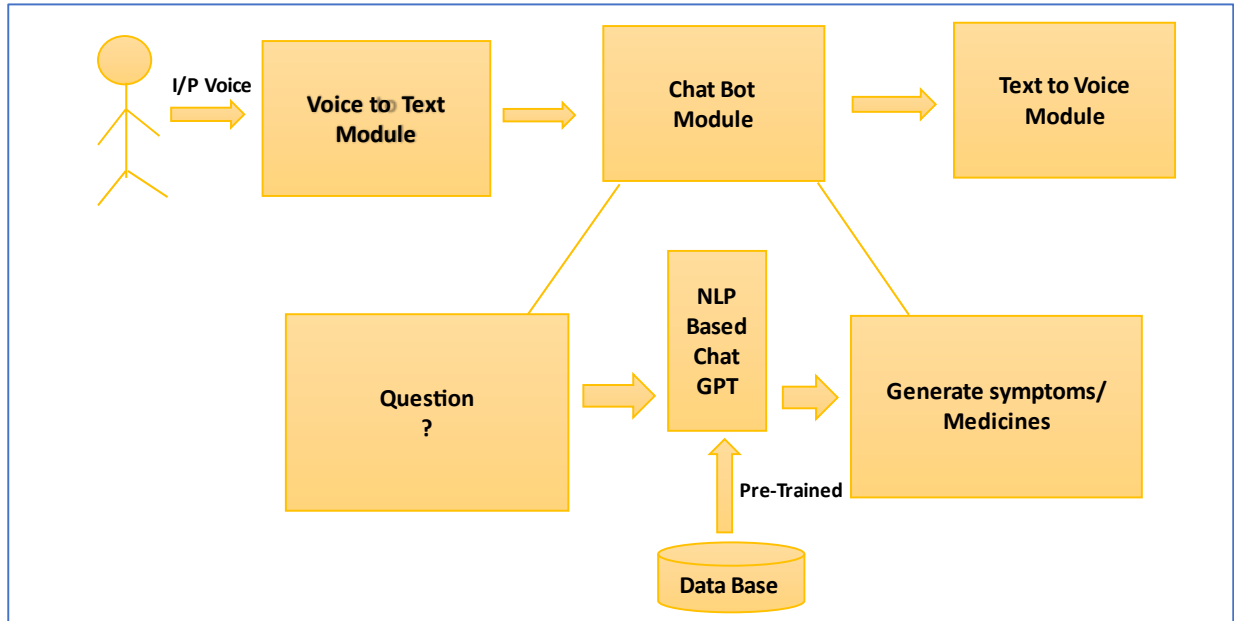 I/P Voice
Voice to Text
Module
Chat Bot
Module
Text to Voice
Module
Question
?
NLP
Based
Chat
GPT
Generate symptoms/
Medicines
Pre-Trained
Data Base